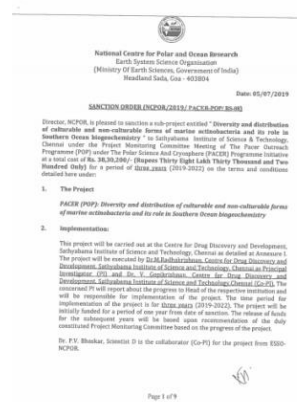 National Centre for Polar and Ocean Research
Earth System Science Organisation
(Ministry Of Earth Sciences, Government of India)
Headland Sada, Goa - 403804
Date: 05/07/2019
SANCTION ORDER (NCPOR/2019/ PACER-POP/ BS-08)
Director, NCPOR, is pleased to sanction a sub-project entitled " Diversity and distribution
of culturable and non-culturable forms of marine actinobacteria and its role in
Southern Ocean biogeochemistry " to Sathyabama Institute of Science & Technology,
Chennai under the Project Monitoring Committee Meeting of The Pacer Outreach
Programme (POP) under The Polar Science And Cryosphere (PACER) Programme Initiative
at a total cost of Rs. 38,30,200/- (Rupees Thirty Eight Lakh Thirty Thousand and Two
Hundred Only) for a period of three years (2019-2022) on the terms and conditions
detailed here under:
1. The Project
PACER (POP): Diversity and distribution of culturable and non-culturable forms
of marine actinobacteria and its role in Southern Ocean biogeochemistry
2. Implementation:
This project will be carried out at the Centre for Drug Discovery and Development,
Sathyabama Institute of Science and Technology, Chennai as detailed at Annexure I.
The project will be executed by Dr.M.Radhakrishnan, Centre for Drug Discovery and
Development, Sathyabama Institute of Science and Technology, Chennai as Principal
Investigator (PI) and Dr. V. Gopikrishnan, Centre for Drug Discovery and
Development, Sathyabama Institute of Science and Technology, Chennai (Co-PI). The
concerned PI will report about the progress to Head of the respective institution and
will be responsible for implementation of the project. The time period for
implementation of the project is for three years (2019-2022). The project will be
initially funded for a period of one year from date of sanction. The release of funds
for the subsequent years will be based upon recommendation of the duly
constituted Project Monitoring Committee based on the progress of the project.
Dr. P.V. Bhaskar, Scientist D is the collaborator (Co-PI) for the project from ESSO-
NCPOR.
Page 1 of 9